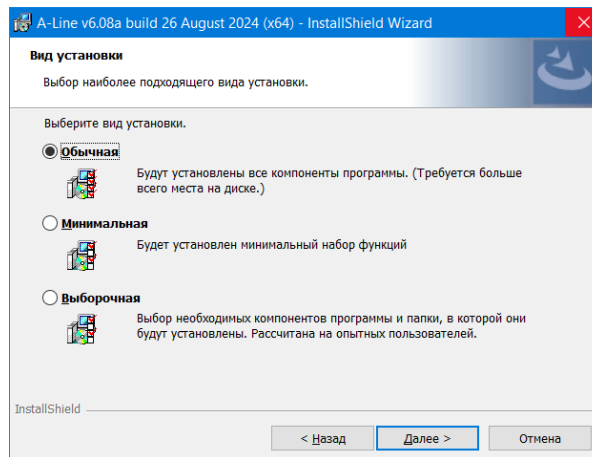 A-Line v6.08a build 26 August 2024 (x64) - InstallShield Wizard
Вид установки
Выбор наиболее подходящего вида установки.
Выберите вид установки.
Обычная
Будут установлены все компоненты программы. (Требуется больше
всего места на диске.)
Минимальная
Будет установлен минимальный набор функций
Выборочная
Выбор необходимых компонентов программы и папки, в которой они
будут установлены. Рассчитана на опытных пользователей.
InstallShield
< Назад
Далее >
Отмена